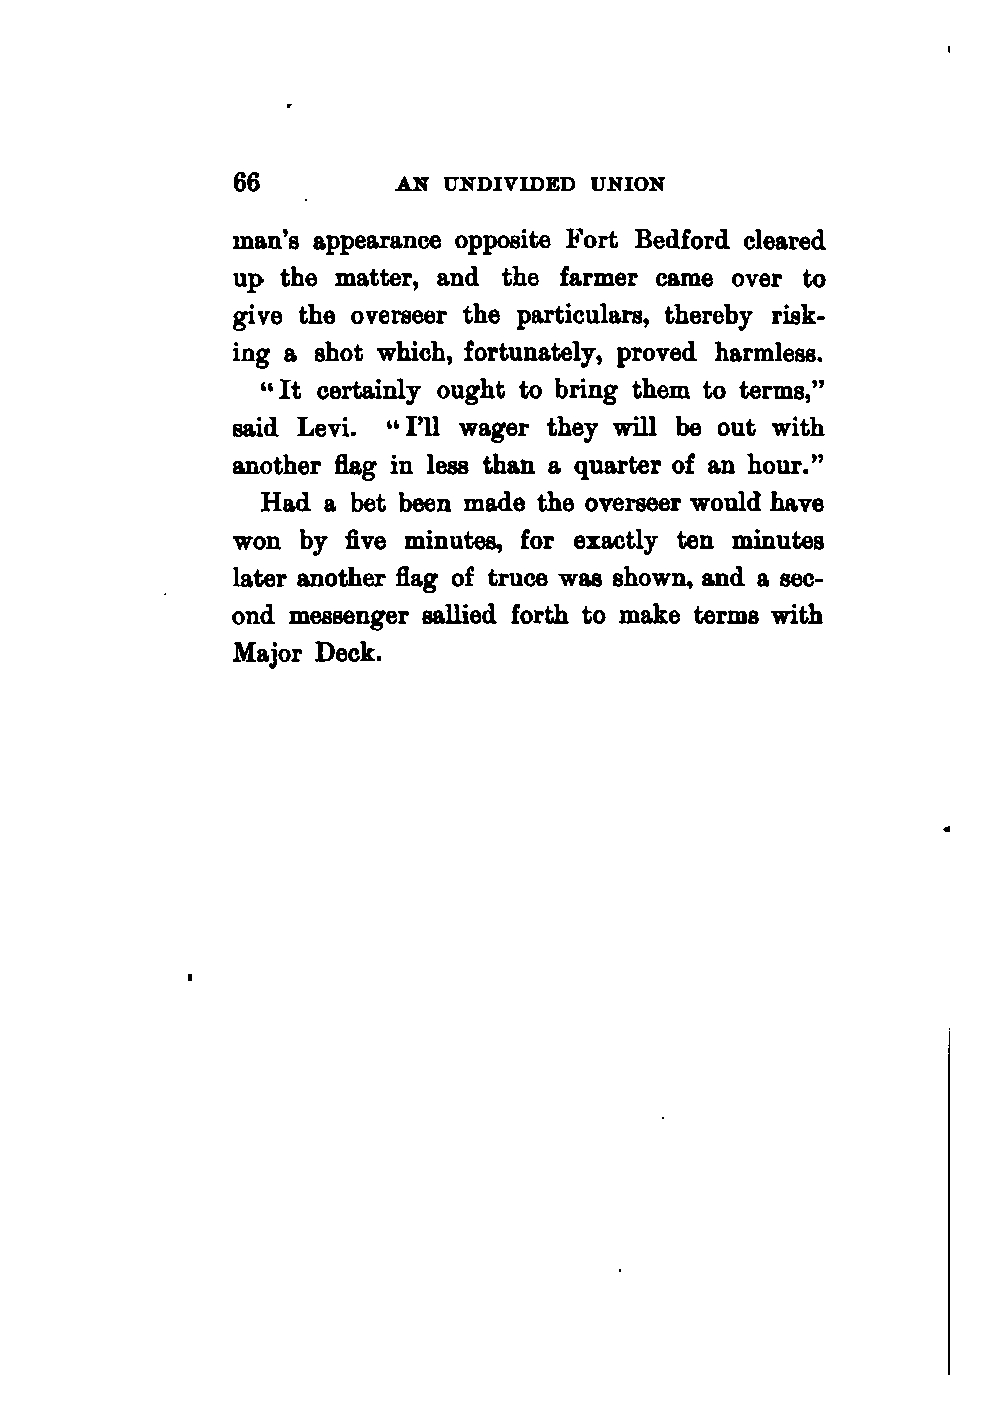 66 AN UNDIVIDED UNION
man's appearance opposite Fort Bedford cleared
up the matter, and the farmer came over to
give the overseer the particulars, thereby risk-
ing a shot which, fortunately, proved harmless.
"It certainly ought to bring them to terms,"
said Levi. "I'll wager they will be out with
another flag in less than a quarter of an hour."
Had a bet been made the overseer would have
won by five minutes, for exactly ten minutes
later another flag of truce was shown, and a sec-
ond messenger sallied forth to make terms with
Major Deck.